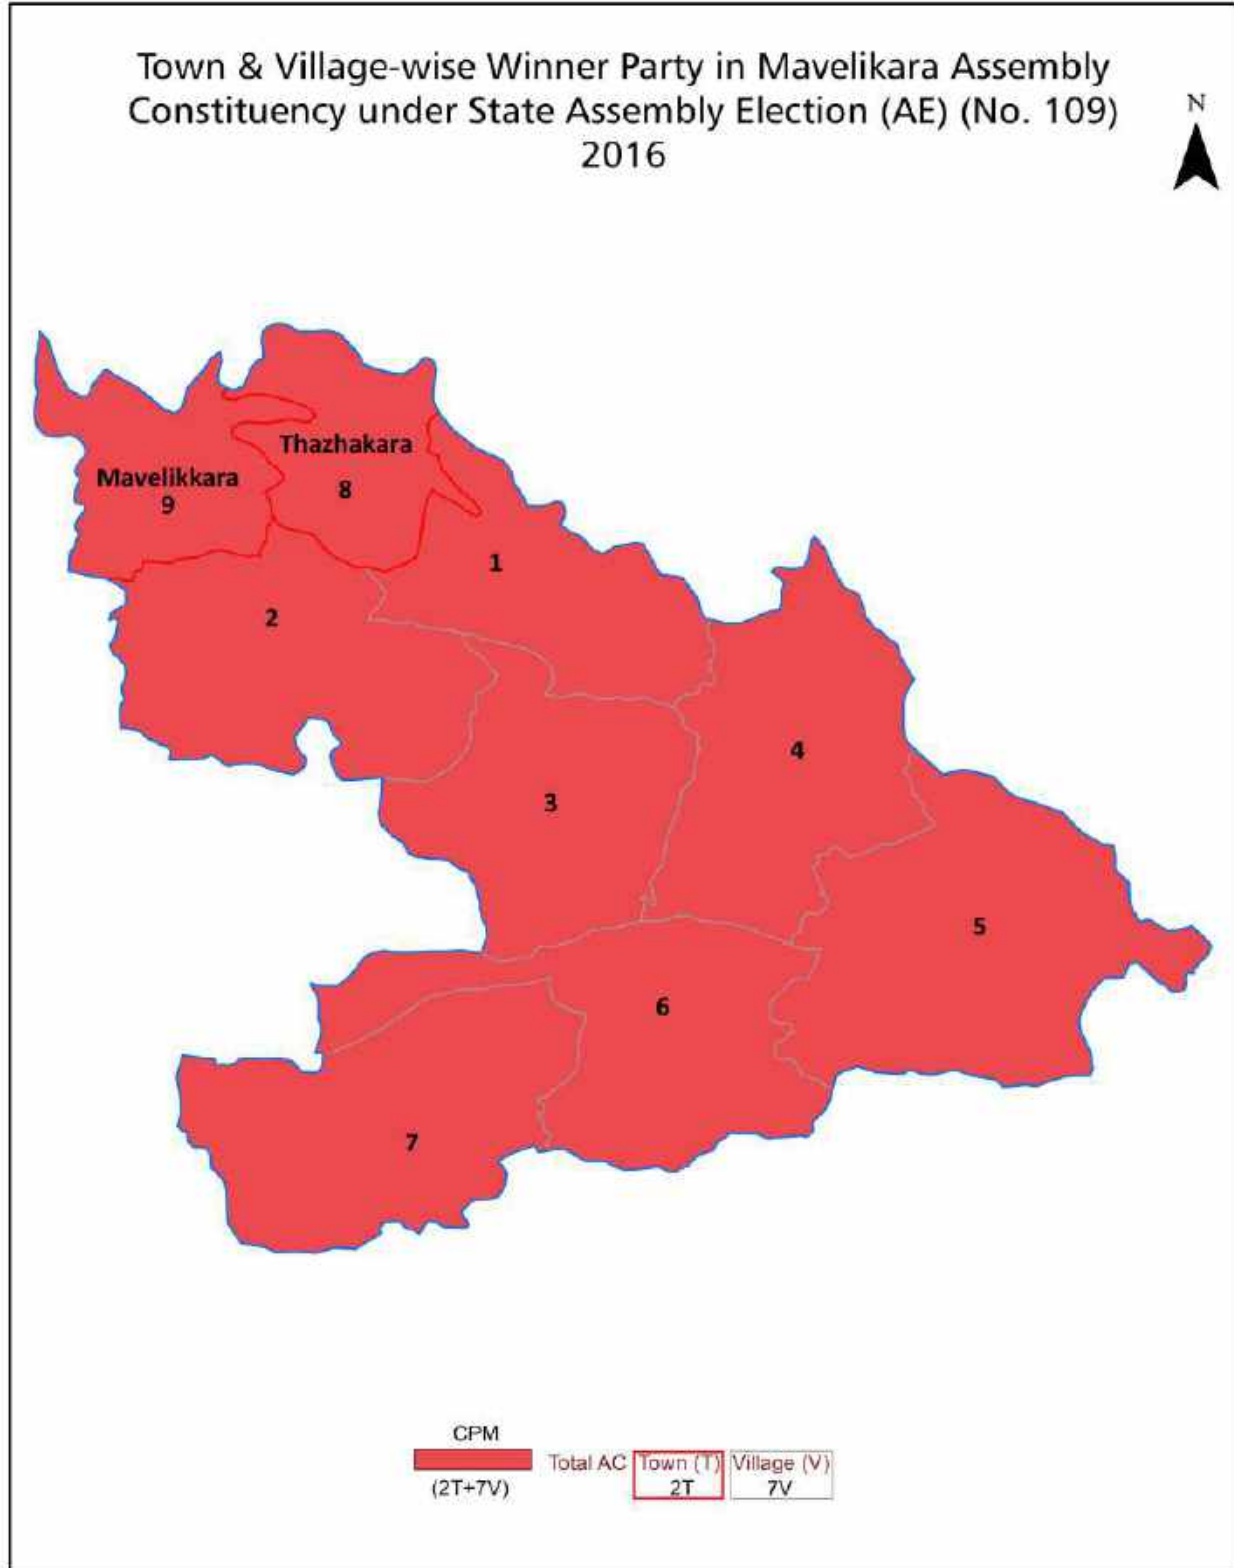 Town & Village-wise Winner Party in Mavelikara Assembly
Constituency under State Assembly Election (AE) (No. 109)
2016
N
Thazhakara
8
Mavelikkara
9
1
2
4
3
5
6
7
CPM
(2T+7V)
Total AC
Town (T)
2T
Village (V)
7V